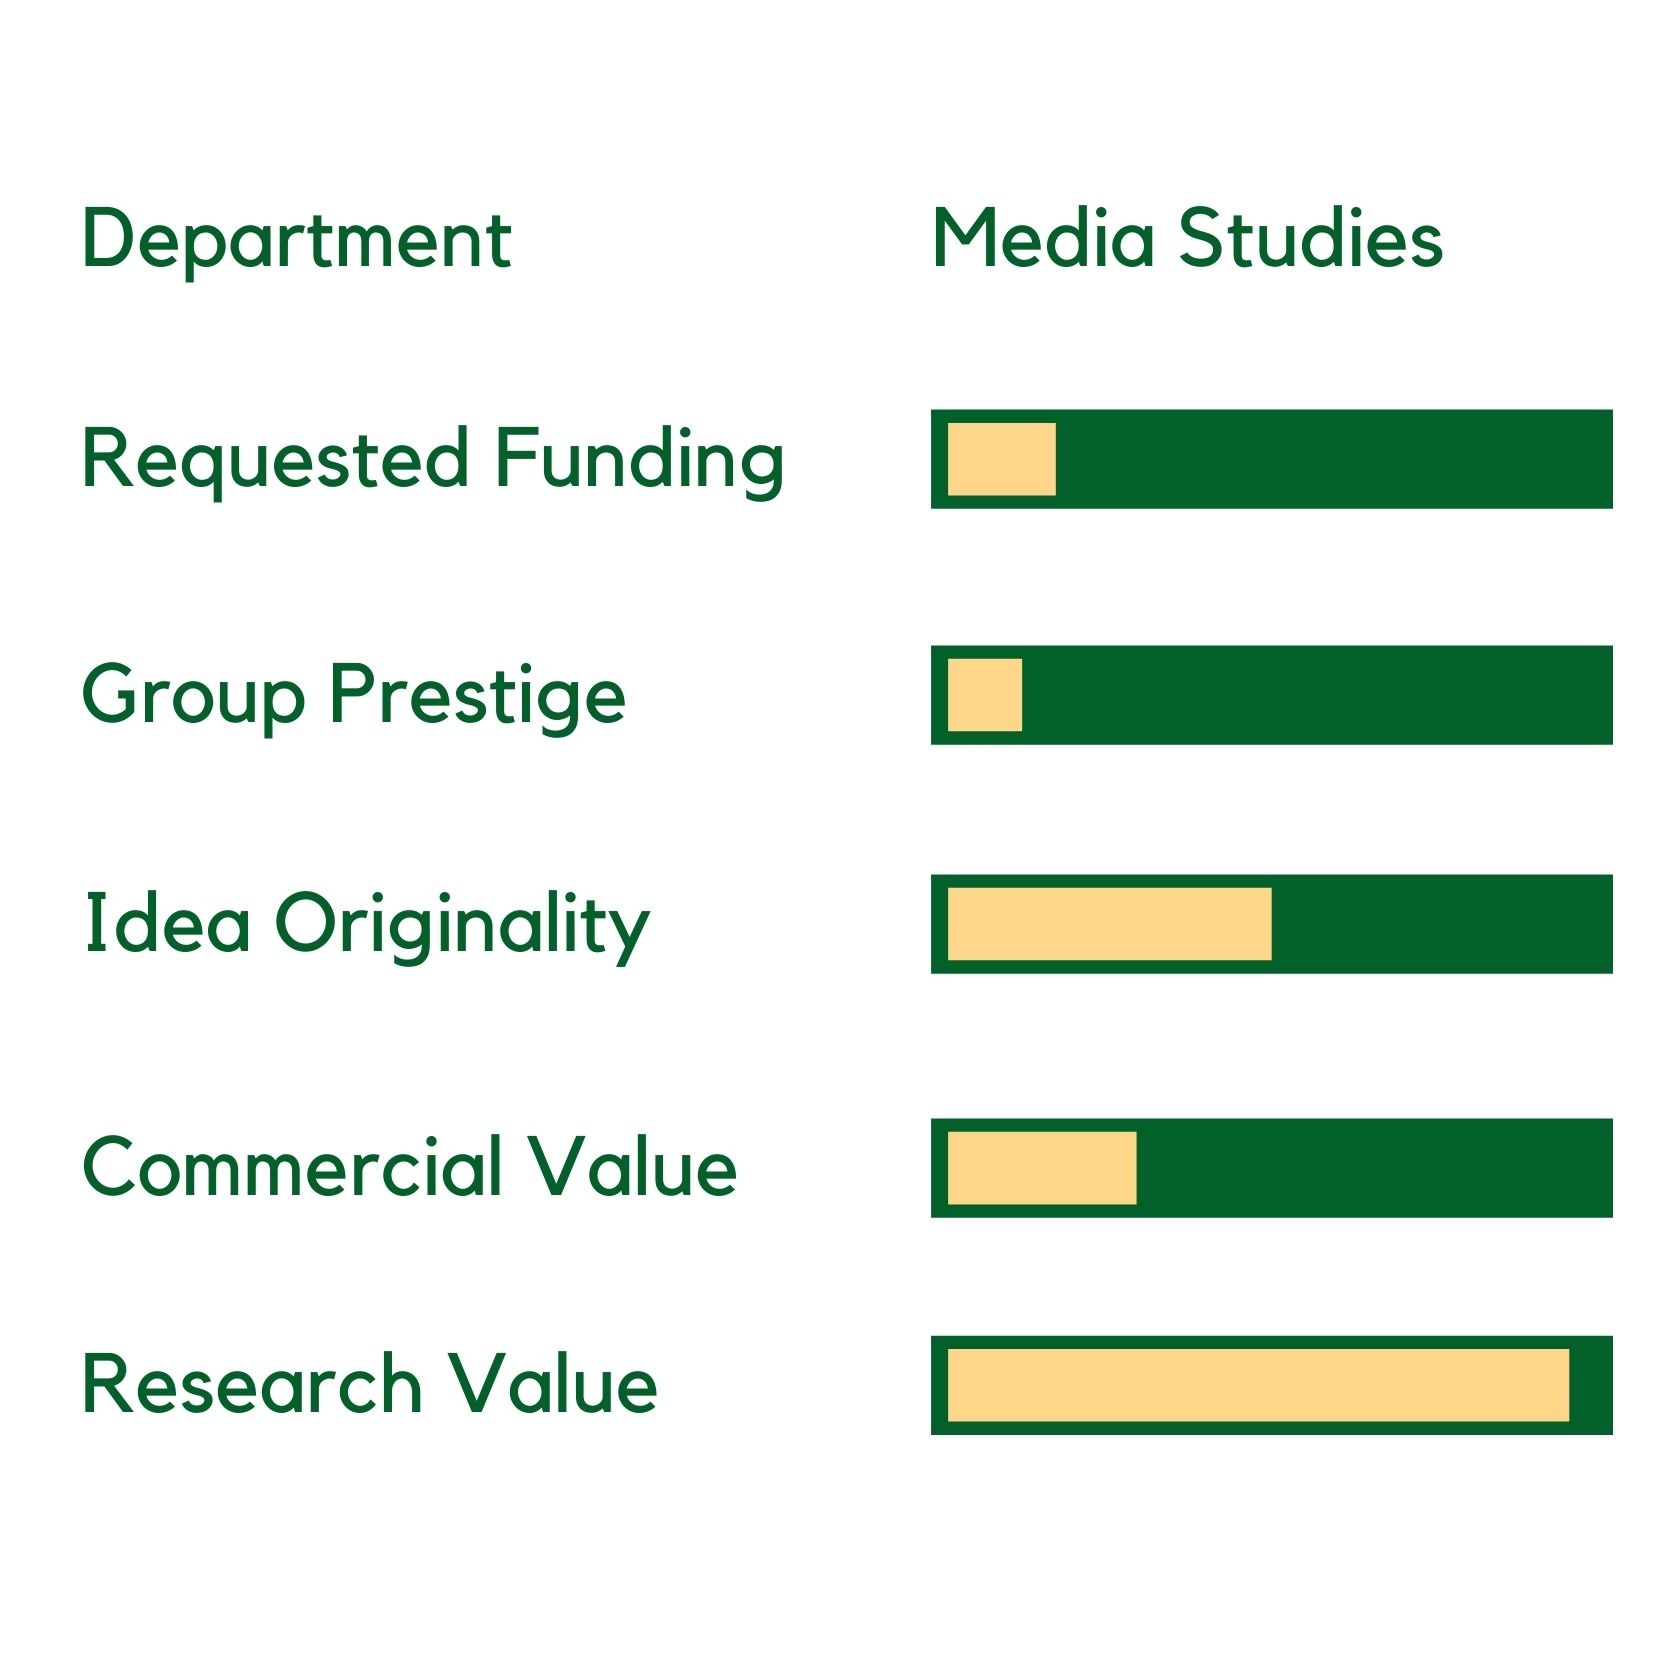 Department Media Studies
Requested Funding
Group Prestige
Idea Originality
Commercial Value
Research Value